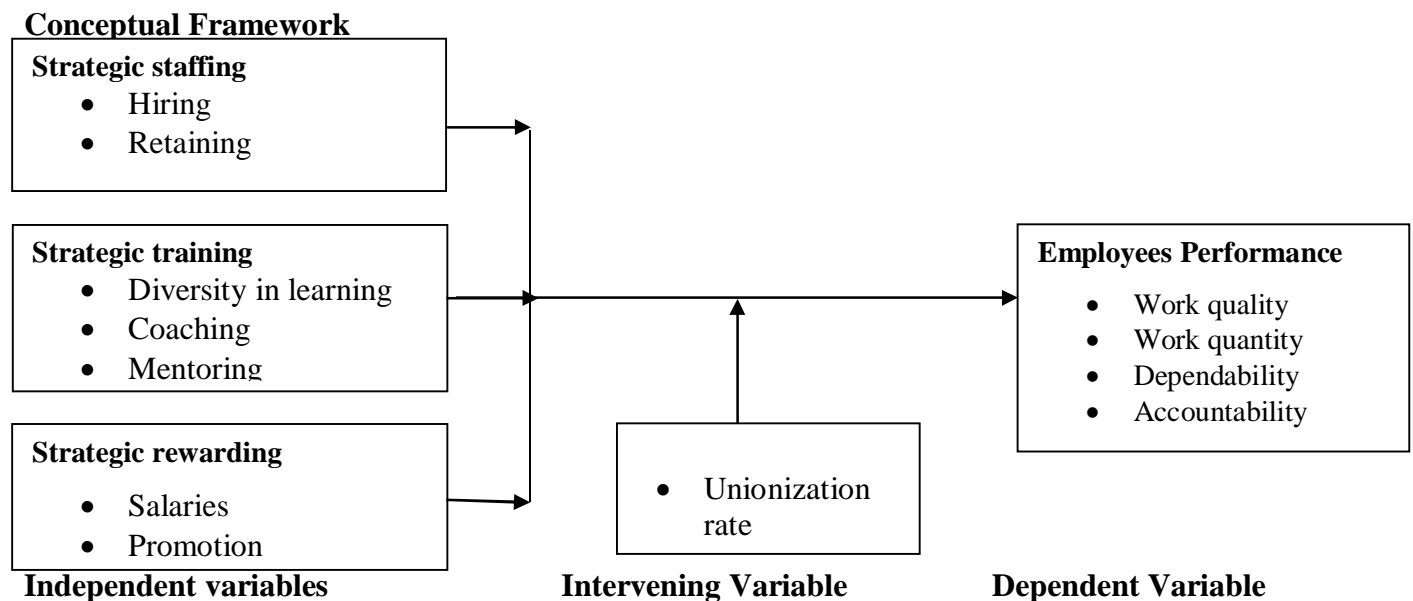 Conceptual Framework
Strategic staffing
• Hiring
• Retaining
Strategic training
• Diversity in learning
• Coaching
• Mentoring
Strategic rewarding
• Salaries
• Promotion
• Unionization
rate
Employees Performance
• Work quality
• Work quantity
• Dependability
• Accountability
Independent variables
Intervening Variable
Dependent Variable